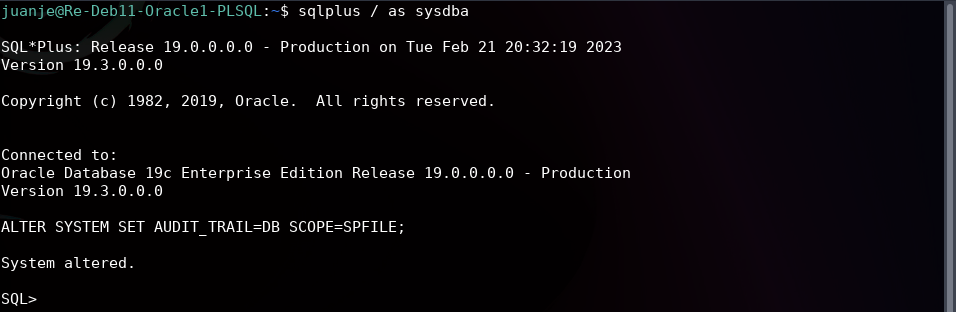 juanje@Re-Deb11-Oracle1-PLSQL:~$ sqlplus / as sysdba
SQL*Plus: Release 19.0.0.0.0 - Production on Tue Feb 21 20:32:19 2023
Version 19.3.0.0.0
Copyright (c) 1982, 2019, Oracle.  All rights reserved.
Connected to:
Oracle Database 19c Enterprise Edition Release 19.0.0.0.0 - Production
Version 19.3.0.0.0
ALTER SYSTEM SET AUDIT_TRAIL=DB SCOPE=SPFILE;
System altered.
SQL>